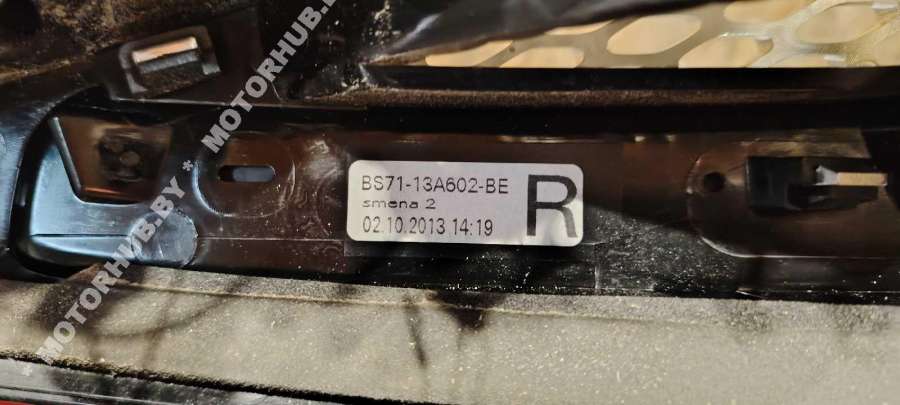 BS71-13A602-BE
smena 2
02.10.2013 14:19
R
* MOTORHUB.BY * MOTORHUB.BY
* MOTORHUB.BY